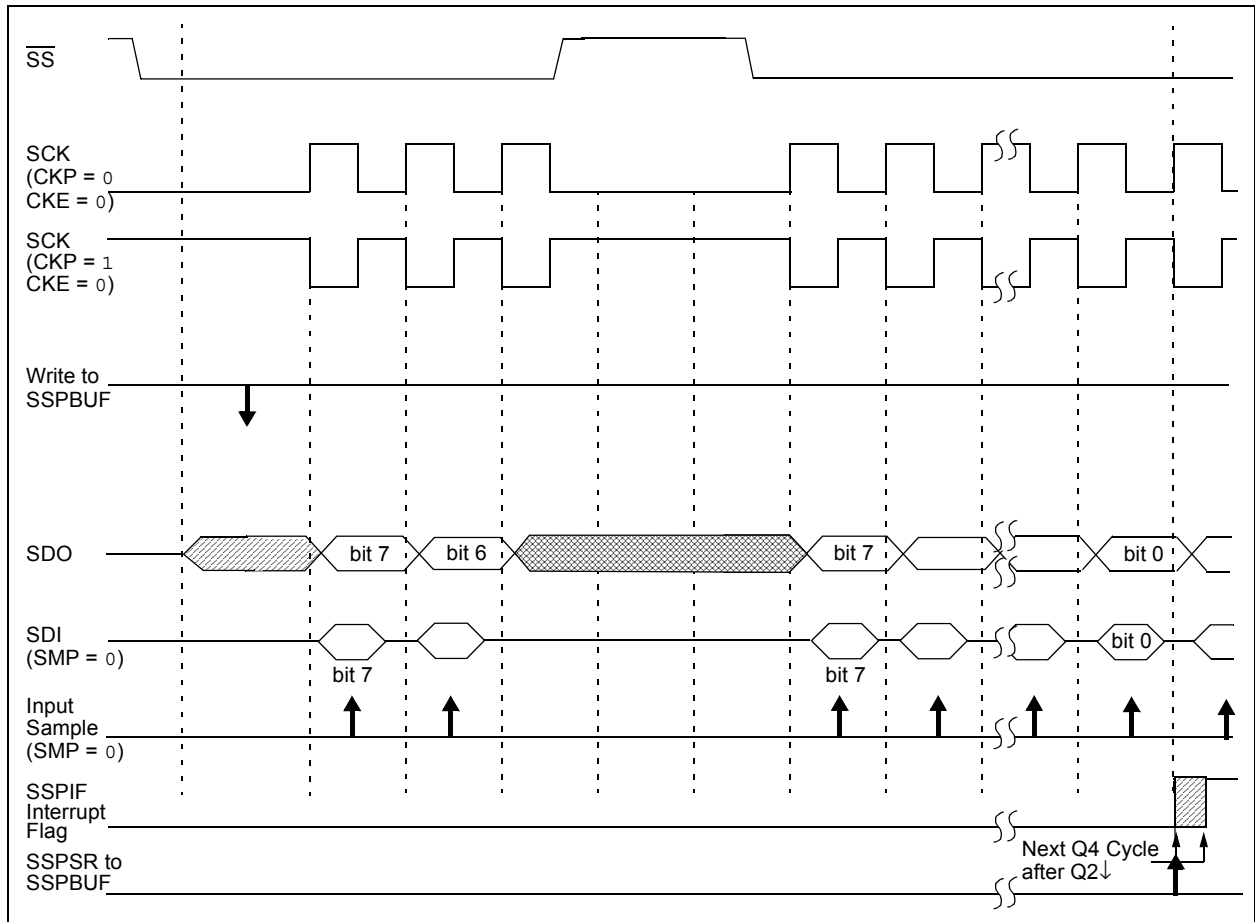 SS
SCK
(CKP = 0
CKE = 0)
SCK
(CKP = 1
CKE = 0)
Write to
SSPBUF
SDO
bit 7
bit 6
bit 7
bit 0
SDI
(SMP = 0)
bit 7
bit 7
bit 0
Input
Sample
(SMP = 0)
SSPIF
Interrupt
Flag
SSPSR to
SSPBUF
Next Q4 Cycle
after Q2↓